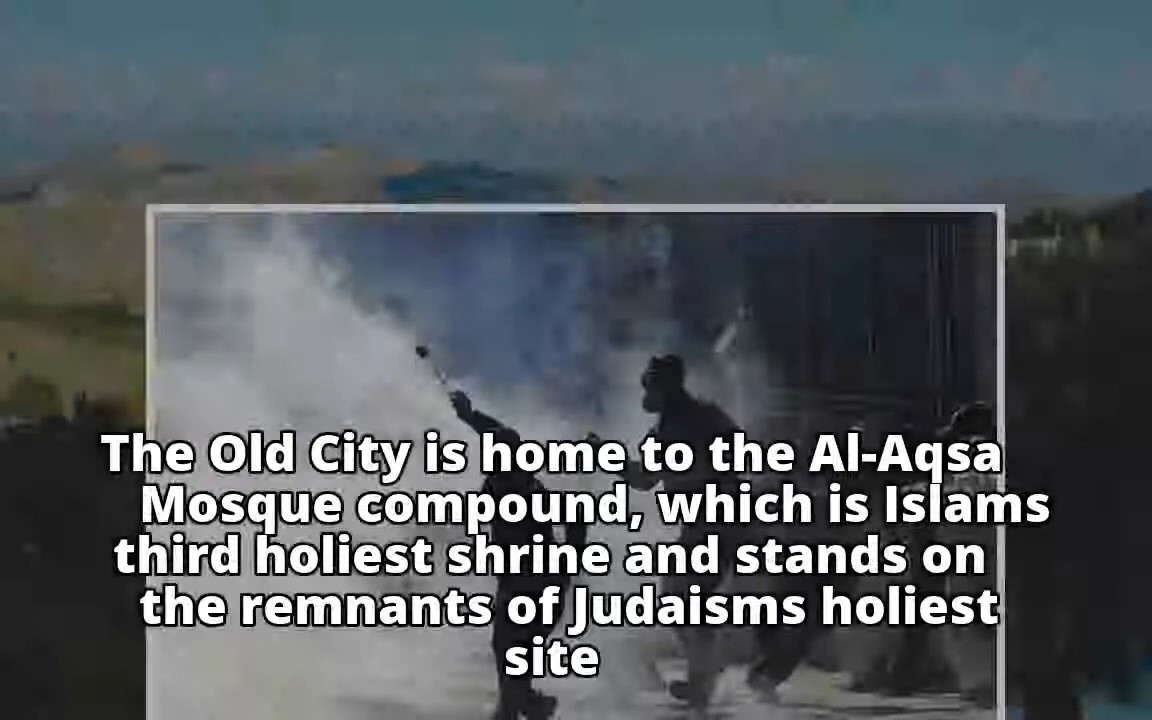 The Old City is home to the Al-Aqsa
Mosque compound, which is Islams
third holiest shrine and stands on
the remnants of Judaisms holiest
site